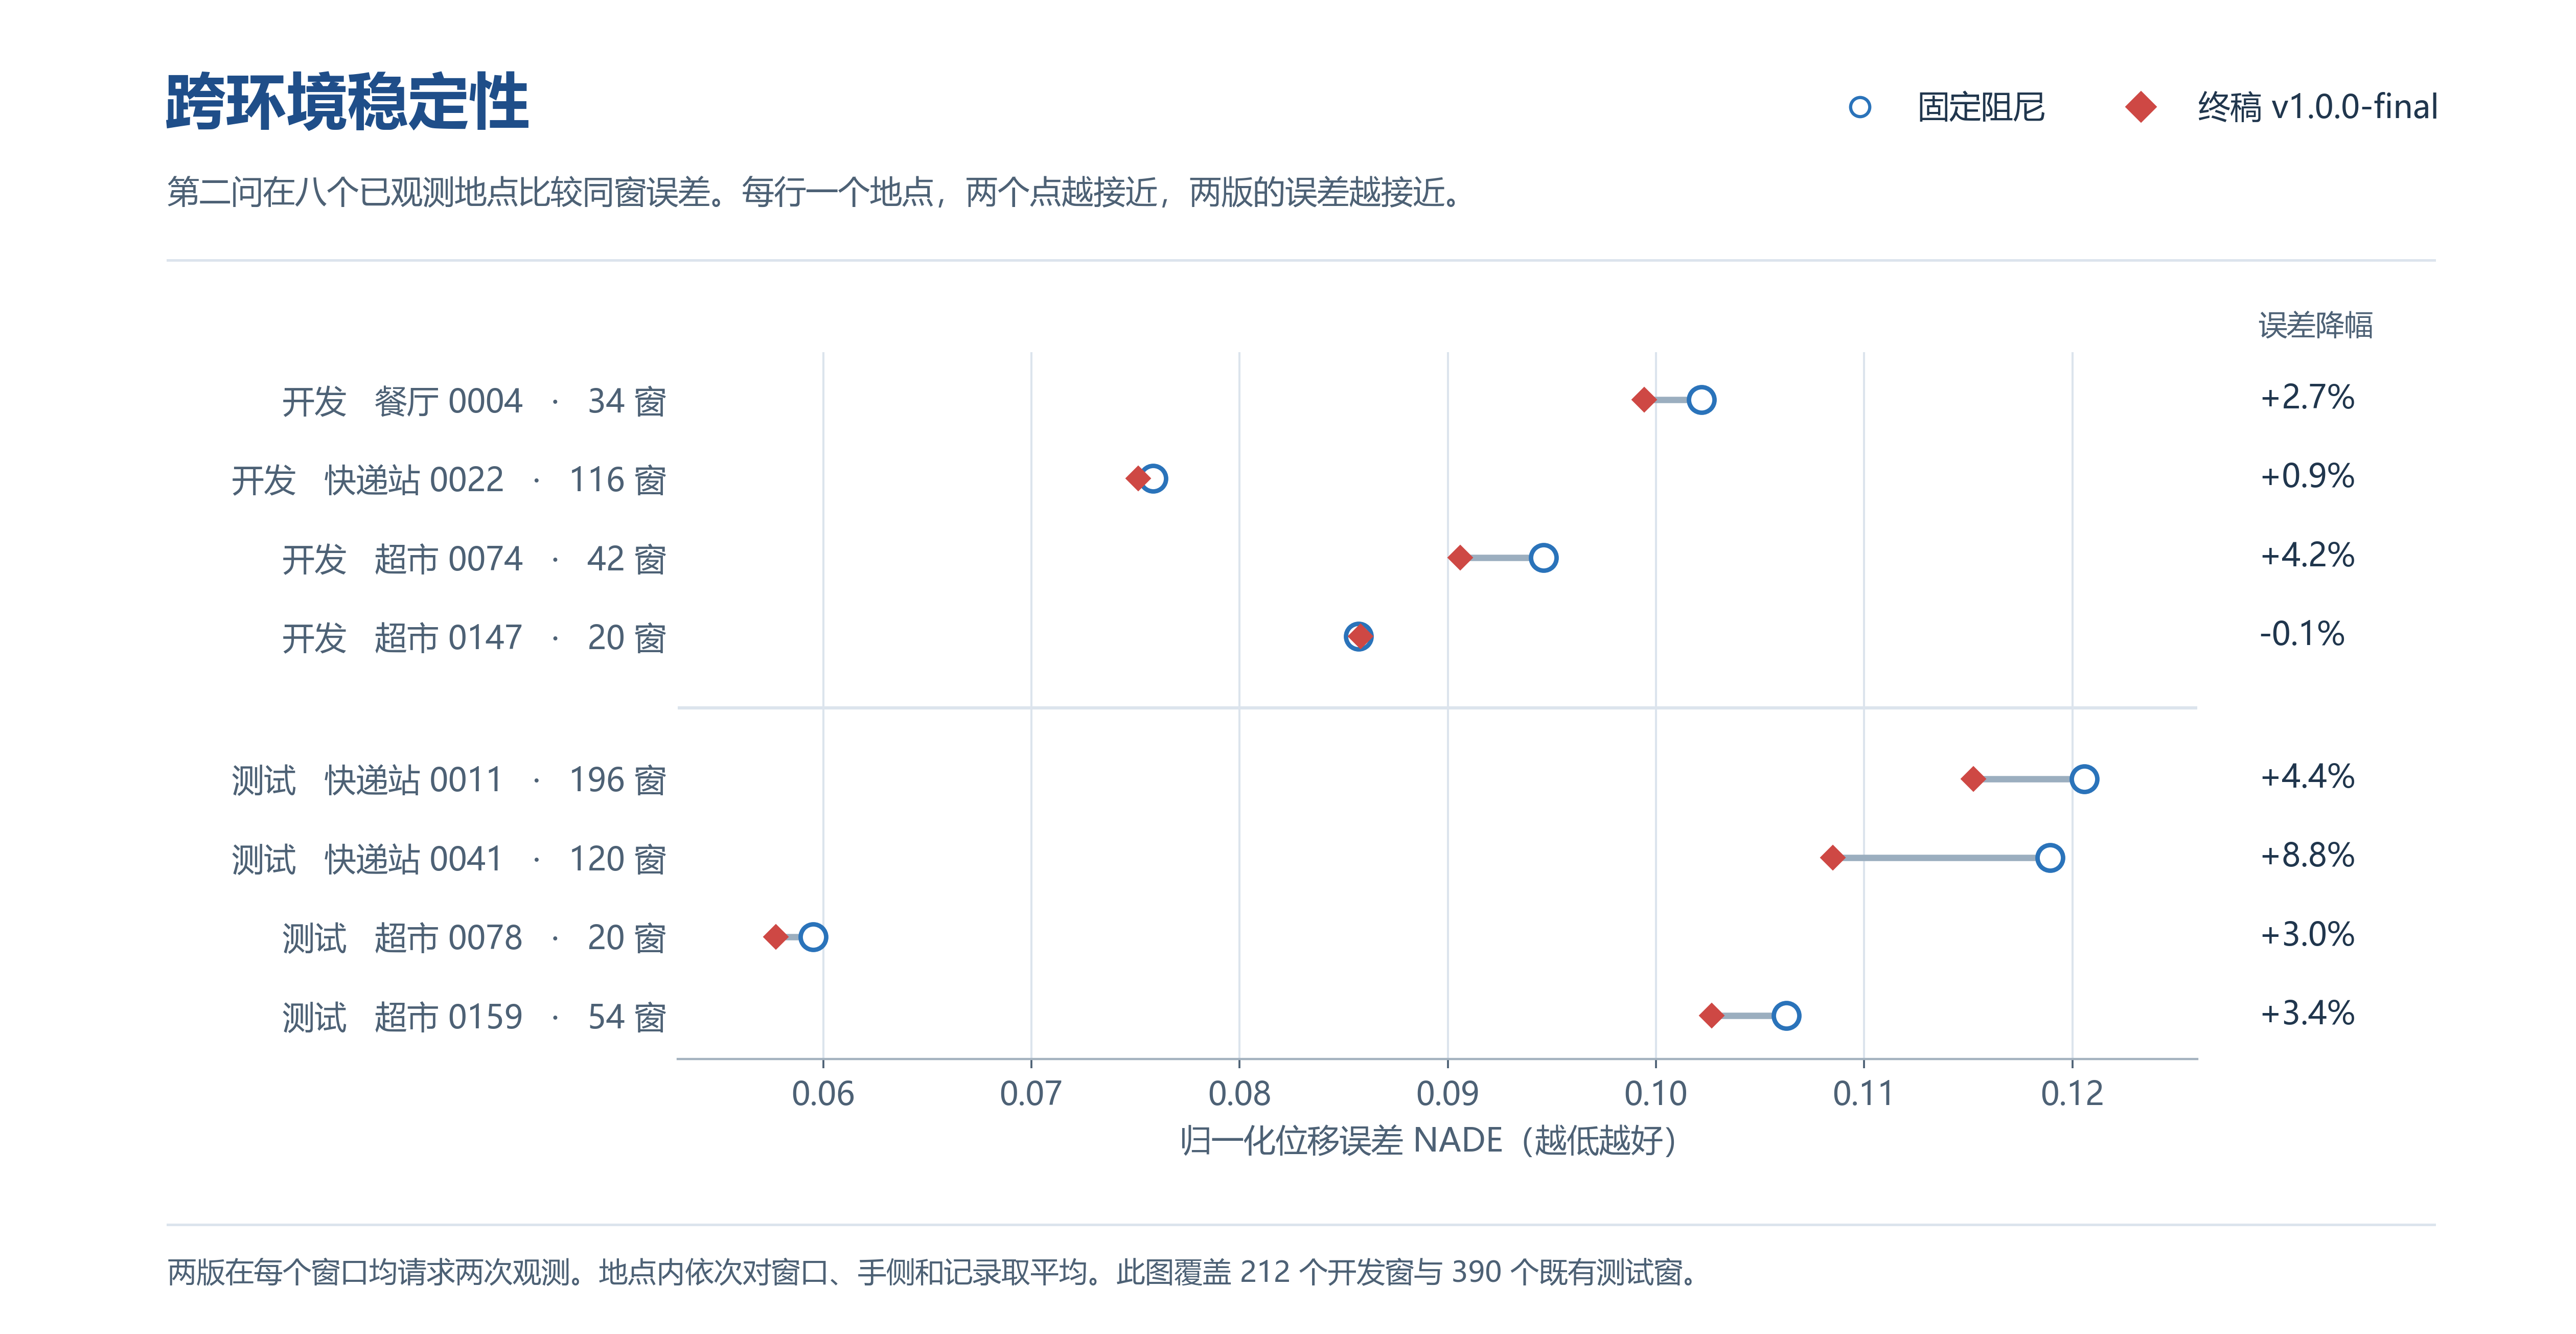 跨环境稳定性
固定阻尼 终稿 v1.0.0-final
第二问在八个已观测地点比较同窗误差。每行一个地点，两个点越接近，两版的误差越接近。
误差降幅
开发 餐厅 0004 · 34 窗 +2.7%
开发 快递站 0022 · 116 窗 +0.9%
开发 超市 0074 · 42 窗 +4.2%
开发 超市 0147 · 20 窗 -0.1%
测试 快递站 0011 · 196 窗 +4.4%
测试 快递站 0041 · 120 窗 +8.8%
测试 超市 0078 · 20 窗 +3.0%
测试 超市 0159 · 54 窗 +3.4%
0.06 0.07 0.08 0.09 0.10 0.11 0.12
归一化位移误差 NADE（越低越好）
两版在每个窗口均请求两次观测。地点内依次对窗口、手侧和记录取平均。此图覆盖 212 个开发窗与 390 个既有测试窗。